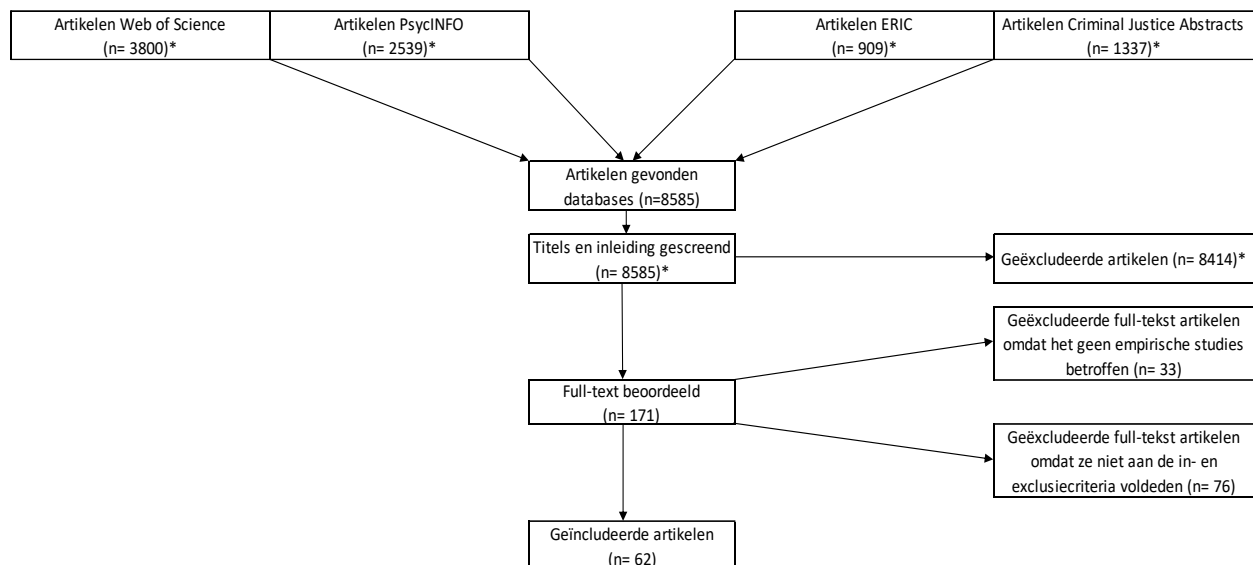 Artikelen Web of Science
(n= 3800)*
Artikelen PsycINFO
(n= 2539)*
Artikelen ERIC
(n= 909)*
Artikelen Criminal Justice Abstracts
(n= 1337)*
Artikelen gevonden
databases (n=8585)
Titels en inleiding gescreend
(n= 8585)*
Geëxcludeerde artikelen (n= 8414)*
Geëxcludeerde full-tekst artikelen
omdat het geen empirische studies
betroffen (n= 33)
Full-text beoordeeld
(n= 171)
Geëxcludeerde full-tekst artikelen
omdat ze niet aan de in- en
exclusiecriteria voldeden (n= 76)
Geïncludeerde artikelen
(n= 62)